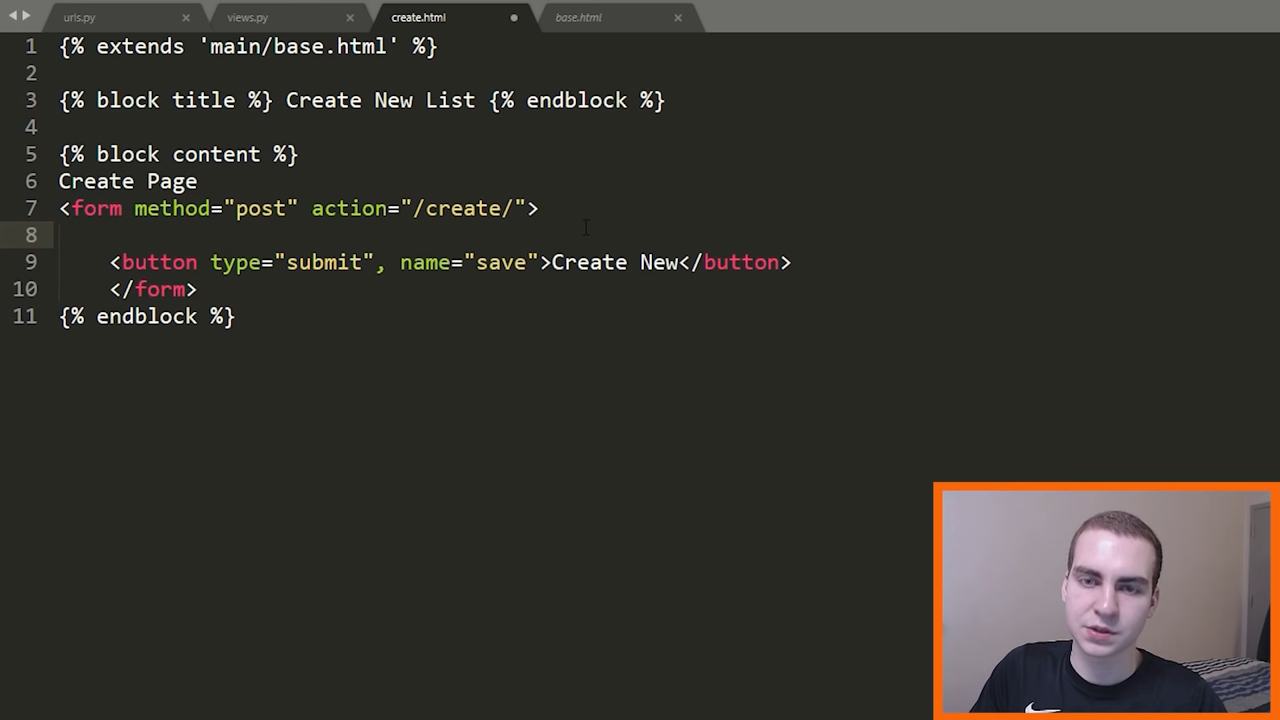 urls.py views.py create.html base.html
1 {% extends 'main/base.html' %}
2
3 {% block title %} Create New List {% endblock %}
4
5 {% block content %}
6 Create Page
7 <form method="post" action="/create/">
8
9 <button type="submit", name="save">Create New</button>
10 </form>
11 {% endblock %}